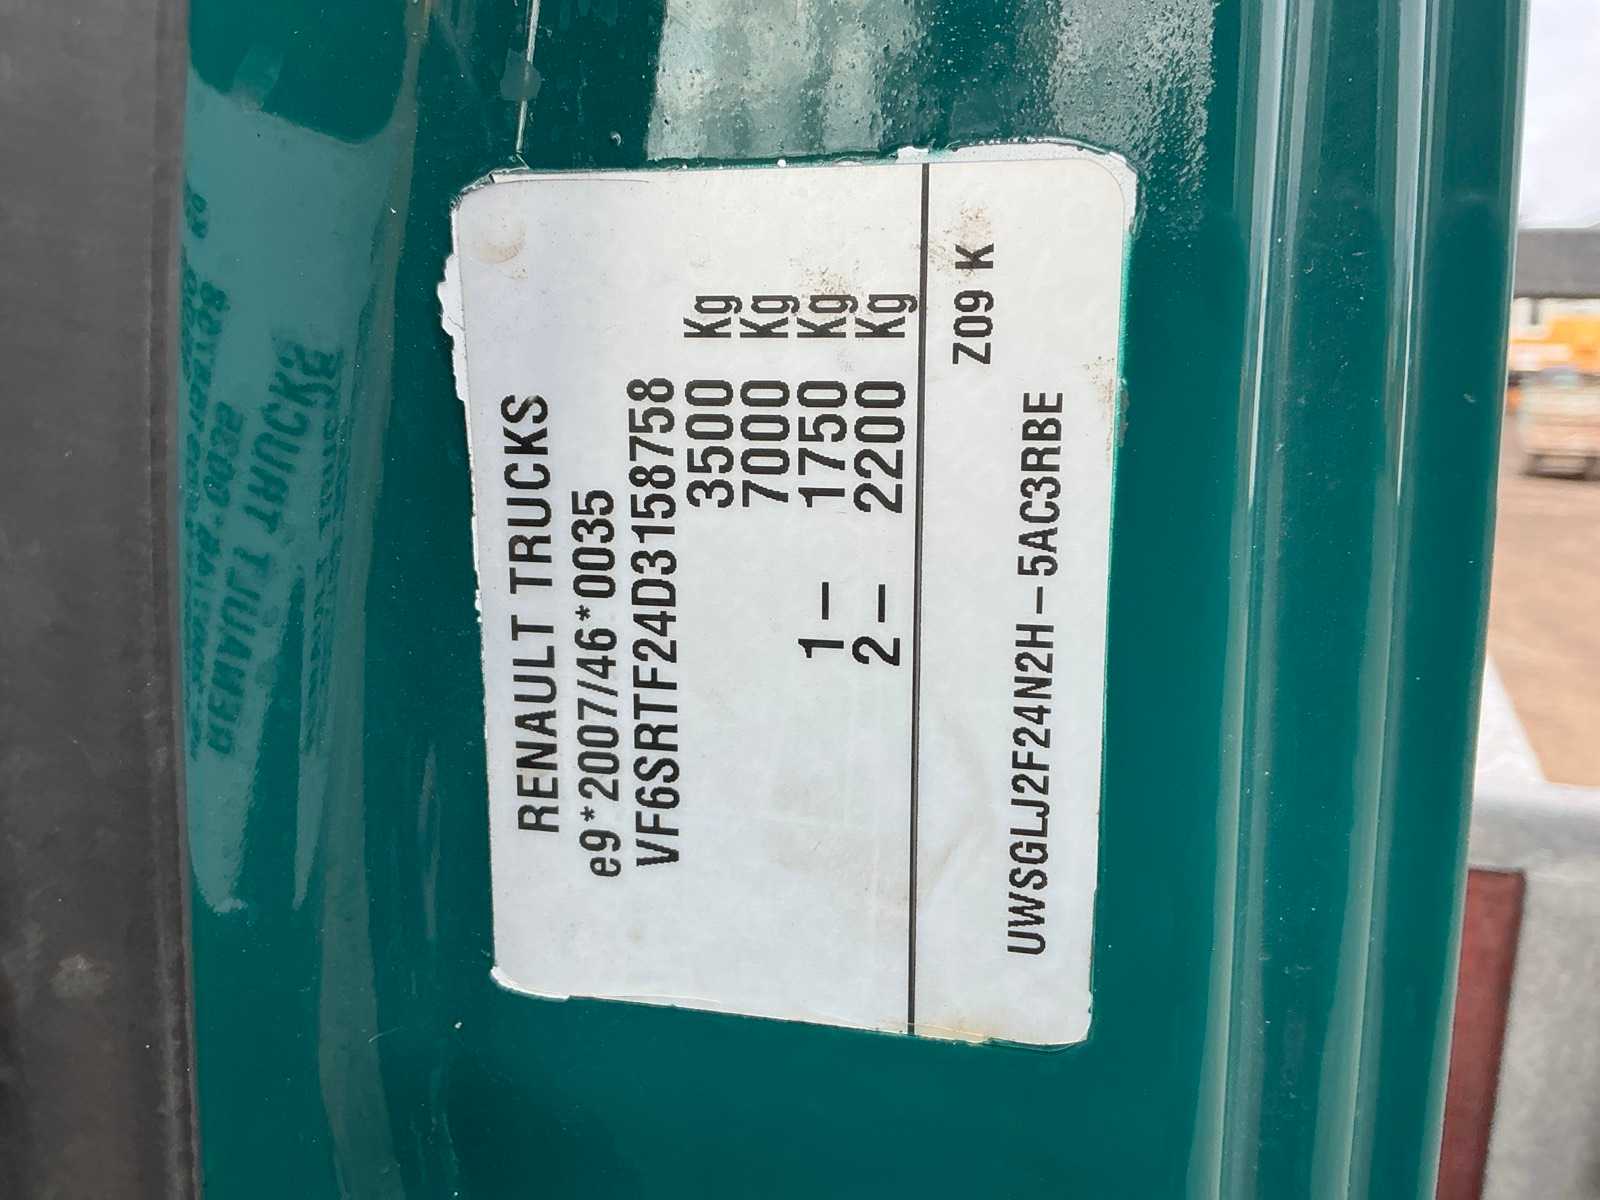 RENAULT TRUCKS
e9*2007/46*0035
VF6SRTF24D3158758
3500 Kg
7000 Kg
1– 1750 Kg
2– 2200 Kg
Z09 K
UWSGLJ2F24N2H–5AC3RBE